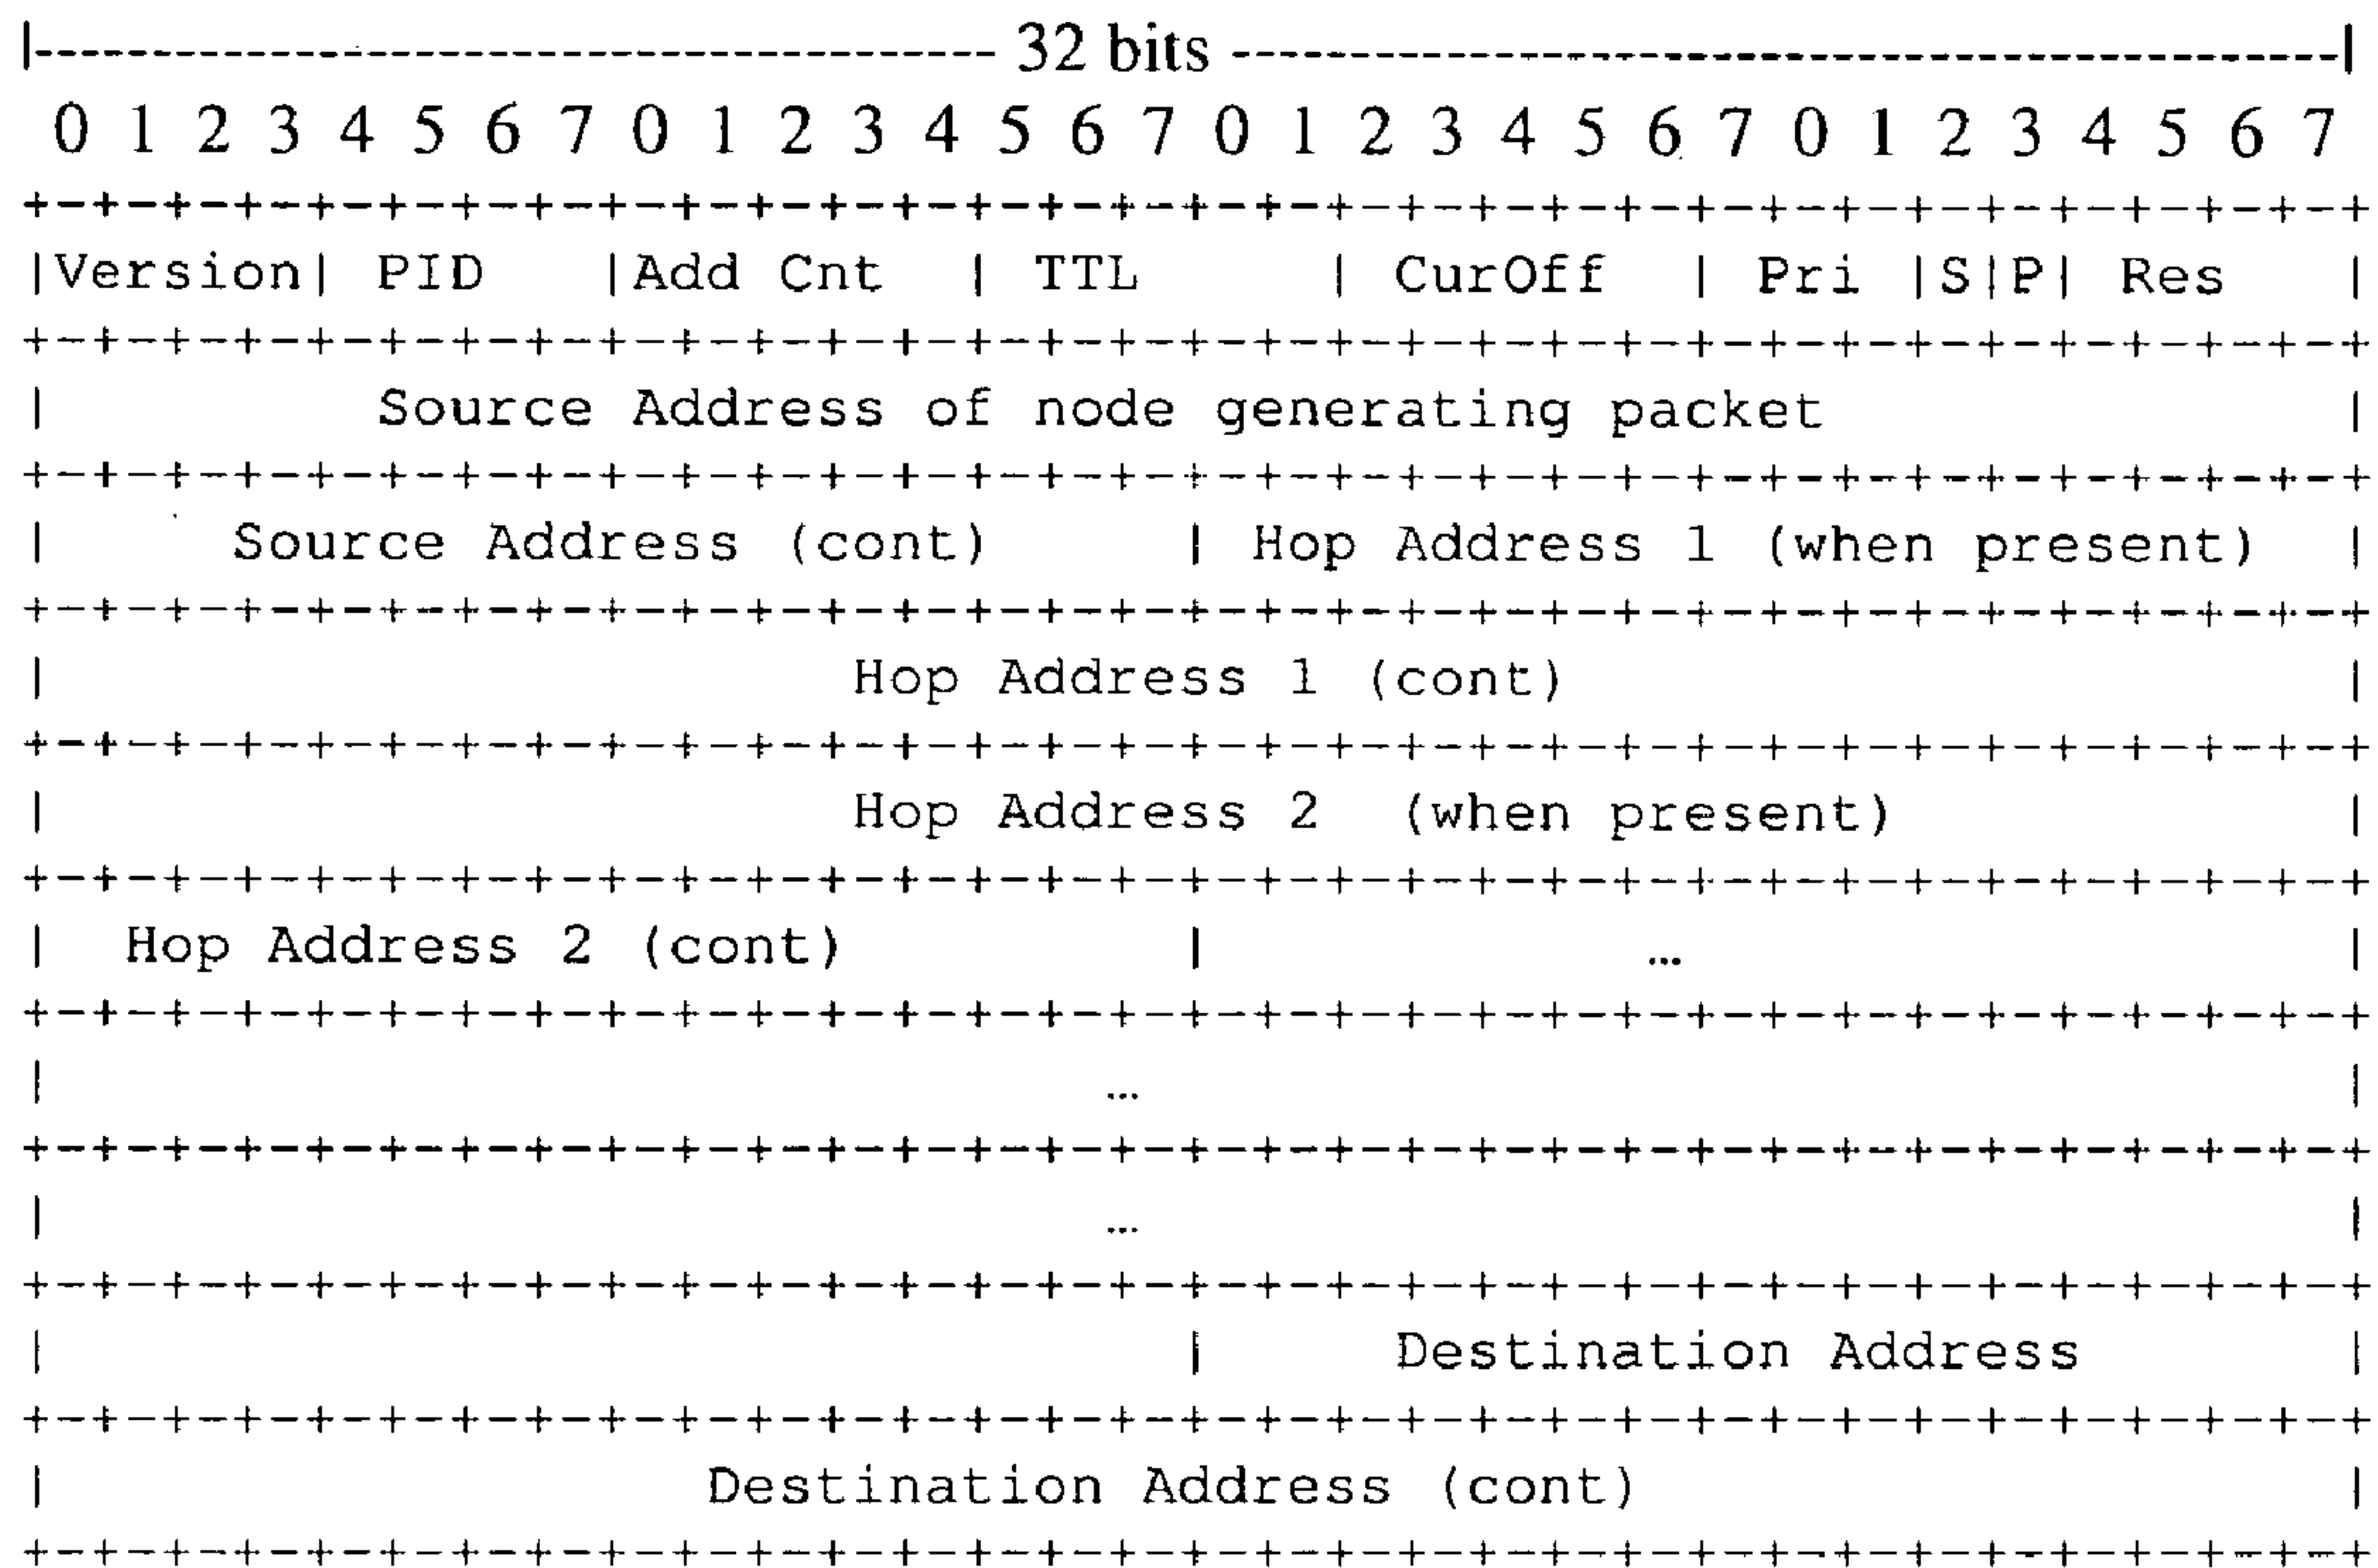 |---------------------------------------- 32 bits ----------------------------------------------|
0 1 2 3 4 5 6 7 0 1 2 3 4 5 6 7 0 1 2 3 4 5 6 7 0 1 2 3 4 5 6 7
+-+-+-+-+-+-+-+-+-+-+-+-+-+-+-+-+-+-+-+-+-+-+-+-+-+-+-+-+-+-+-+-+
|Version| PID   |Add Cnt  | TTL     | CurOff  | Pri |S|P| Res   |
+-+-+-+-+-+-+-+-+-+-+-+-+-+-+-+-+-+-+-+-+-+-+-+-+-+-+-+-+-+-+-+-+
|         Source Address of node generating packet              |
+-+-+-+-+-+-+-+-+-+-+-+-+-+-+-+-+-+-+-+-+-+-+-+-+-+-+-+-+-+-+-+-+
|     Source Address (cont)     | Hop Address 1 (when present)  |
+-+-+-+-+-+-+-+-+-+-+-+-+-+-+-+-+-+-+-+-+-+-+-+-+-+-+-+-+-+-+-+-+
|                      Hop Address 1 (cont)                     |
+-+-+-+-+-+-+-+-+-+-+-+-+-+-+-+-+-+-+-+-+-+-+-+-+-+-+-+-+-+-+-+-+
|                      Hop Address 2  (when present)            |
+-+-+-+-+-+-+-+-+-+-+-+-+-+-+-+-+-+-+-+-+-+-+-+-+-+-+-+-+-+-+-+-+
|  Hop Address 2 (cont)         |            …                  |
+-+-+-+-+-+-+-+-+-+-+-+-+-+-+-+-+-+-+-+-+-+-+-+-+-+-+-+-+-+-+-+-+
|                             …                                 |
+-+-+-+-+-+-+-+-+-+-+-+-+-+-+-+-+-+-+-+-+-+-+-+-+-+-+-+-+-+-+-+-+
|                             …                                 |
+-+-+-+-+-+-+-+-+-+-+-+-+-+-+-+-+-+-+-+-+-+-+-+-+-+-+-+-+-+-+-+-+
|                               |     Destination Address       |
+-+-+-+-+-+-+-+-+-+-+-+-+-+-+-+-+-+-+-+-+-+-+-+-+-+-+-+-+-+-+-+-+
|                  Destination Address (cont)                   |
+-+-+-+-+-+-+-+-+-+-+-+-+-+-+-+-+-+-+-+-+-+-+-+-+-+-+-+-+-+-+-+-+